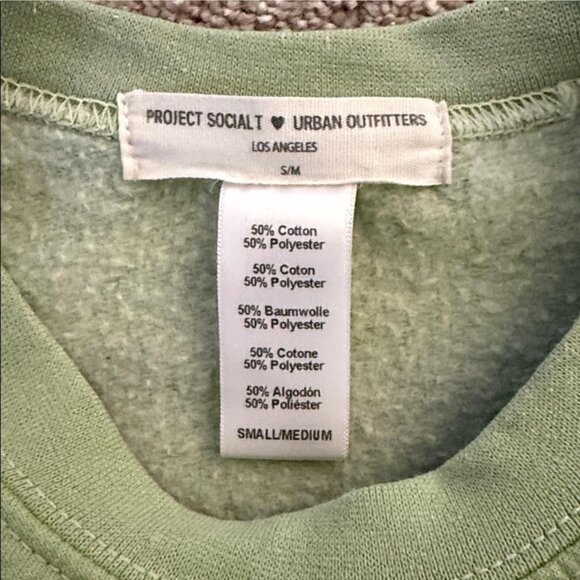 PROJECT SOCIAL T ♥ URBAN OUTFITTERS
LOS ANGELES
S/M
50% Cotton
50% Polyester
50% Coton
50% Polyester
50% Baumwolle
50% Polyester
50% Cotone
50% Polyester
50% Algodón
50% Poliéster
SMALL/MEDIUM